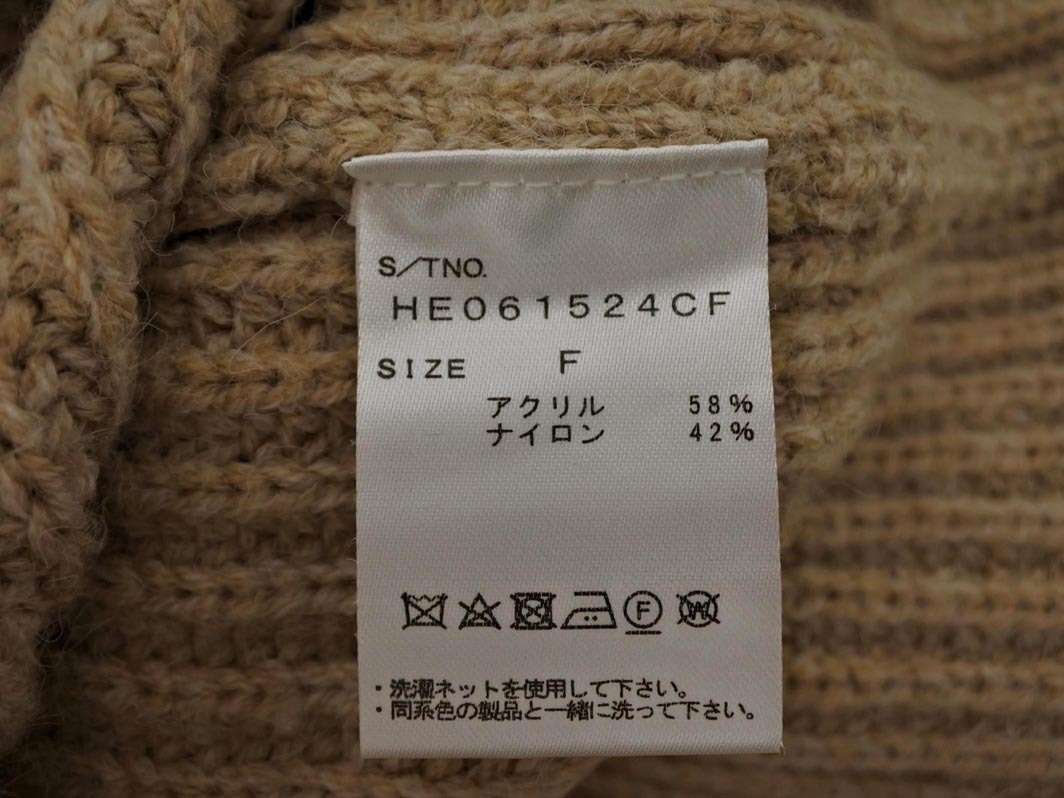 S/TNO.
HE061524CF
SIZE F
アクリル 58%
ナイロン 42%
F W
・洗濯ネットを使用して下さい。
・同系色の製品と一緒に洗って下さい。